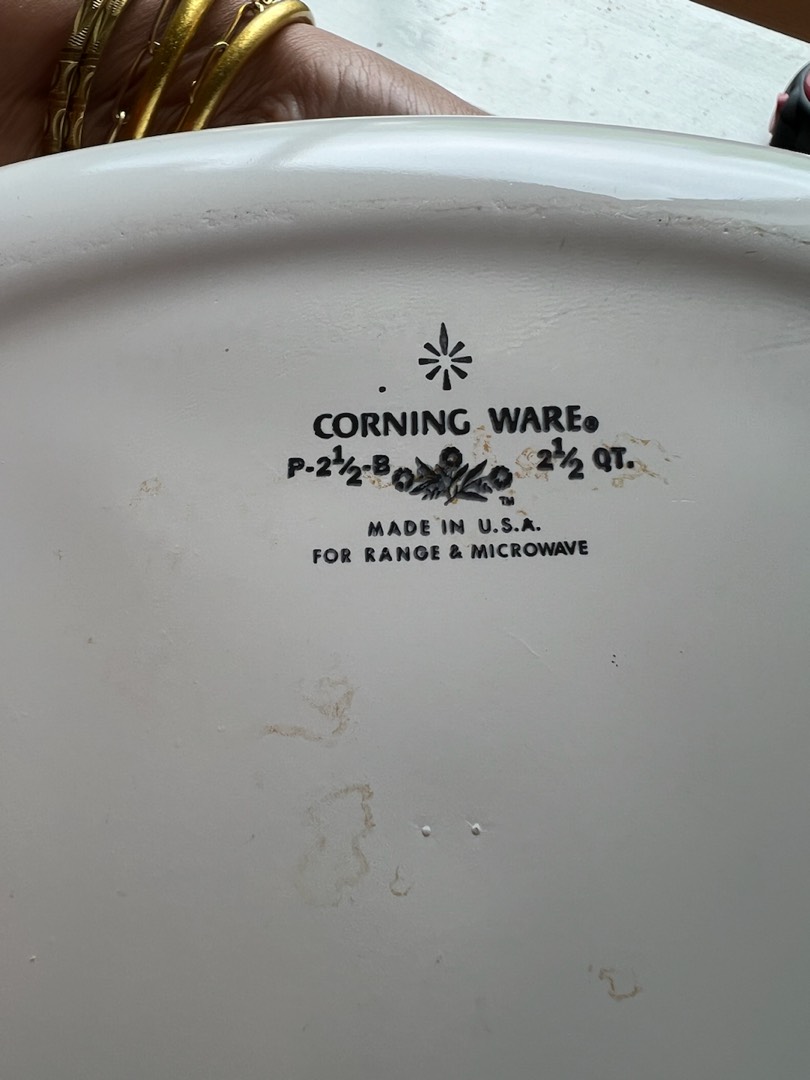 CORNING WARE®
P-2½-B 2½ QT.
TM
MADE IN U.S.A.
FOR RANGE & MICROWAVE